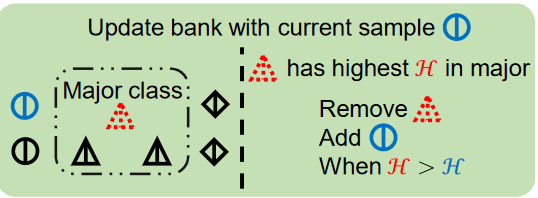 Update bank with current sample
Major class
has highest ℋ in major
Remove
Add
When ℋ > ℋ